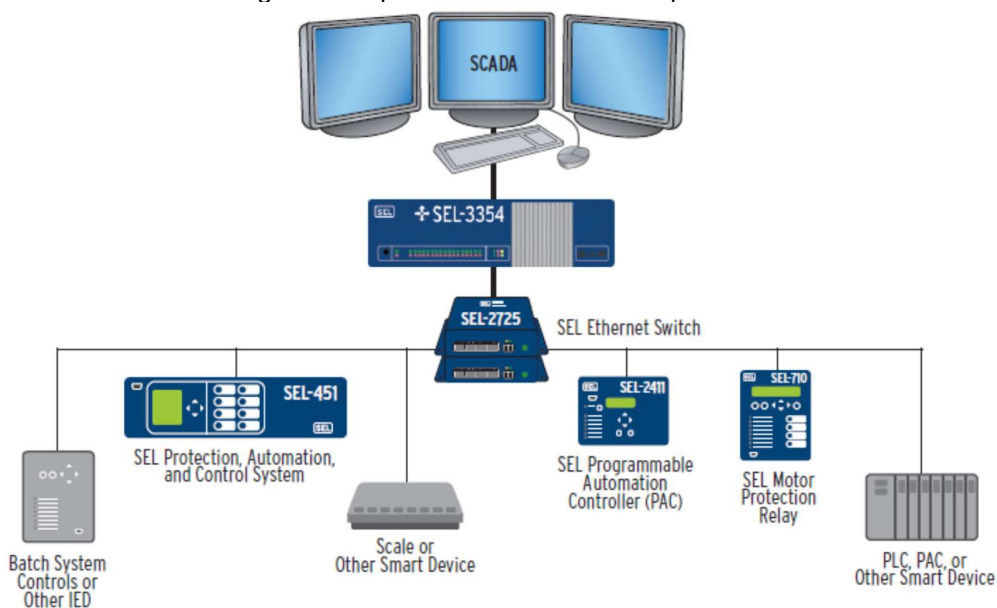 SCADA
SEL
SEL-3354
SEL-2725
SEL Ethernet Switch
SEL-451
SEL
SEL Protection, Automation,
and Control System
SEL
SEL-2411
SEL Programmable
Automation
Controller (PAC)
SEL
SEL-710
SEL Motor
Protection
Relay
Batch System
Controls or
Other IED
Scale or
Other Smart Device
PLC, PAC, or
Other Smart Device